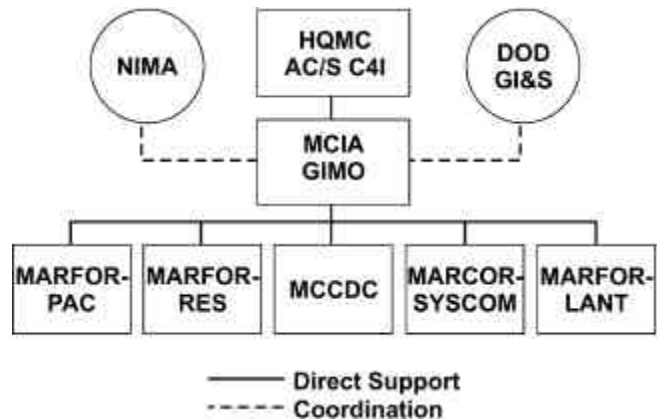 NIMA
HQMC
AC/S C4I
DOD
GI&S
MCIA
GIMO
MARFOR-
PAC
MARFOR-
RES
MCCDC
MARCOR-
SYSCOM
MARFOR-
LANT
Direct Support
Coordination